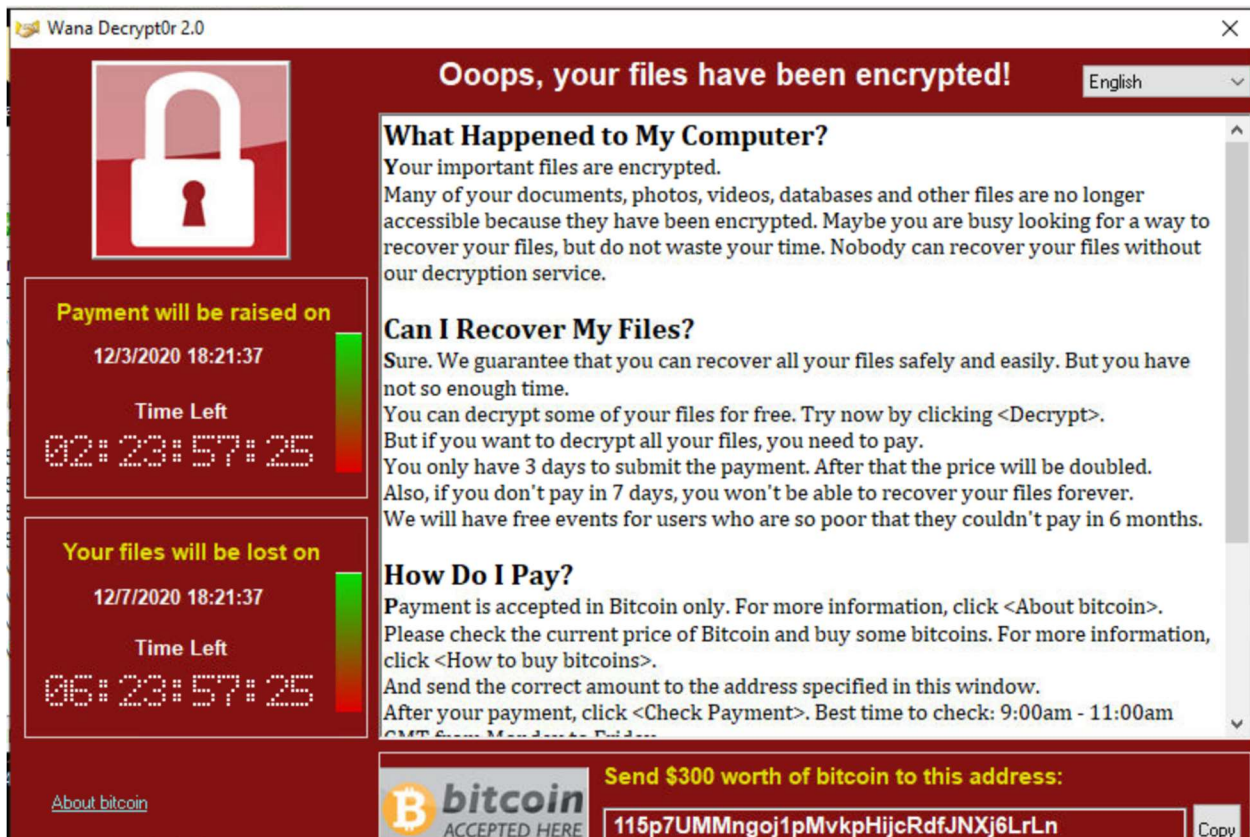 Wana Decrypt0r 2.0
Ooops, your files have been encrypted!
English
Payment will be raised on
12/3/2020 18:21:37
Time Left
02:23:57:25
Your files will be lost on
12/7/2020 18:21:37
Time Left
06:23:57:25
About bitcoin
What Happened to My Computer?
Your important files are encrypted.
Many of your documents, photos, videos, databases and other files are no longer
accessible because they have been encrypted. Maybe you are busy looking for a way to
recover your files, but do not waste your time. Nobody can recover your files without
our decryption service.
Can I Recover My Files?
Sure. We guarantee that you can recover all your files safely and easily. But you have
not so enough time.
You can decrypt some of your files for free. Try now by clicking <Decrypt>.
But if you want to decrypt all your files, you need to pay.
You only have 3 days to submit the payment. After that the price will be doubled.
Also, if you don't pay in 7 days, you won't be able to recover your files forever.
We will have free events for users who are so poor that they couldn't pay in 6 months.
How Do I Pay?
Payment is accepted in Bitcoin only. For more information, click <About bitcoin>.
Please check the current price of Bitcoin and buy some bitcoins. For more information,
click <How to buy bitcoins>.
And send the correct amount to the address specified in this window.
After your payment, click <Check Payment>. Best time to check: 9:00am - 11:00am
GMT from Monday to Friday
bitcoin
ACCEPTED HERE
Send $300 worth of bitcoin to this address:
115p7UMMngoj1pMvkpHijcRdfJNXj6LrLn
Copy